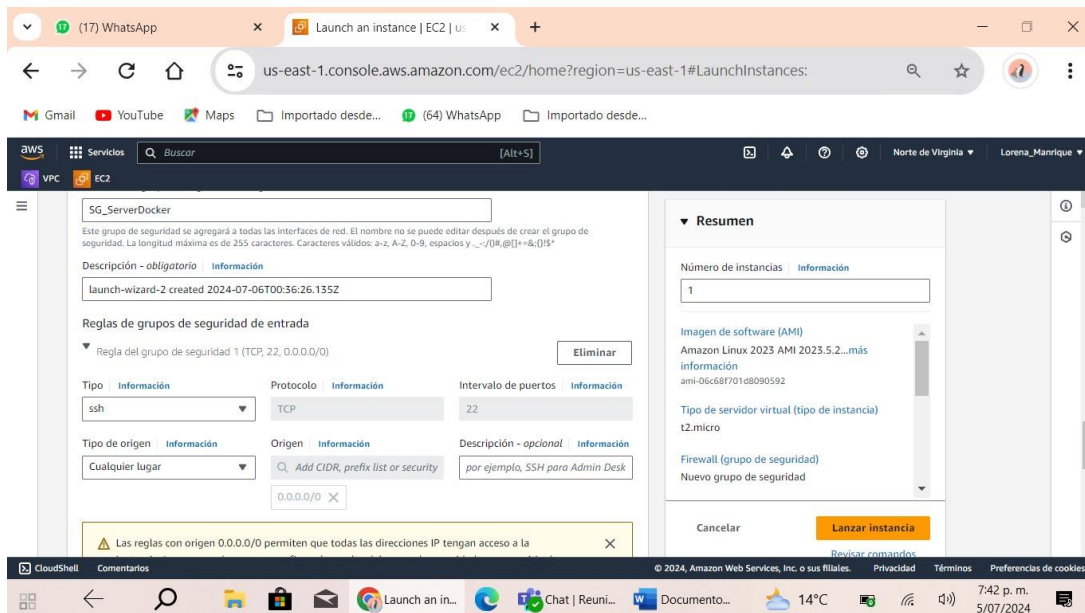 (17) WhatsApp
Launch an instance | EC2 | us
us-east-1.console.aws.amazon.com/ec2/home?region=us-east-1#LaunchInstances:
Gmail YouTube Maps Importado desde... (64) WhatsApp Importado desde...
aws Servicios Buscar [Alt+S] Norte de Virginia Lorena_Manrique
VPC EC2
SG_ServerDocker
Este grupo de seguridad se agregará a todas las interfaces de red. El nombre no se puede editar después de crear el grupo de
seguridad. La longitud máxima es de 255 caracteres. Caracteres válidos: a-z, A-Z, 0-9, espacios y ._-:/()#,@[]+=&;{}!$*
Descripción - obligatorio Información
launch-wizard-2 created 2024-07-06T00:36:26.135Z
Reglas de grupos de seguridad de entrada
Regla del grupo de seguridad 1 (TCP, 22, 0.0.0.0/0)
Eliminar
Tipo Información
Protocolo Información
Intervalo de puertos Información
ssh
TCP
22
Tipo de origen Información
Origen Información
Descripción - opcional Información
Cualquier lugar
Add CIDR, prefix list or security
por ejemplo, SSH para Admin Desk
0.0.0.0/0
Las reglas con origen 0.0.0.0/0 permiten que todas las direcciones IP tengan acceso a la
Resumen
Número de instancias Información
1
Imagen de software (AMI)
Amazon Linux 2023 AMI 2023.5.2...más
información
ami-06c68f701d8090592
Tipo de servidor virtual (tipo de instancia)
t2.micro
Firewall (grupo de seguridad)
Nuevo grupo de seguridad
Cancelar
Lanzar instancia
Revisar comandos
CloudShell Comentarios © 2024, Amazon Web Services, Inc. o sus filiales. Privacidad Términos Preferencias de cookies
Launch an in... Chat | Reuni... Documento... 14°C 7:42 p. m.
5/07/2024